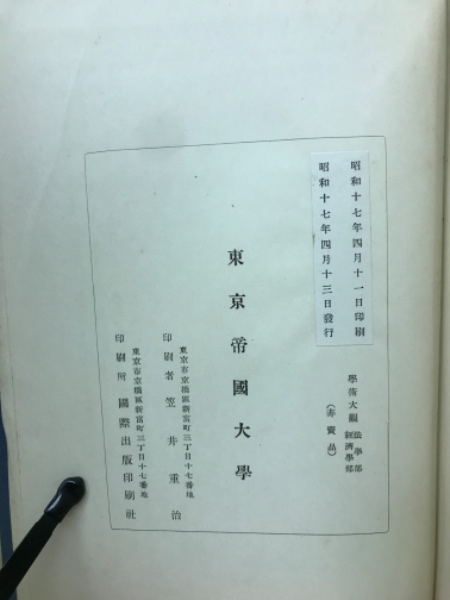 昭和十七年四月十一日印刷
昭和十七年四月十三日發行
學術大觀 法學部 經濟學部
(非賣品)
東京帝國大學
東京市京橋區新富町三丁目十七番地
印刷者 笠井重治
東京市京橋區新富町三丁目十七番地
印刷所 國際出版印刷社